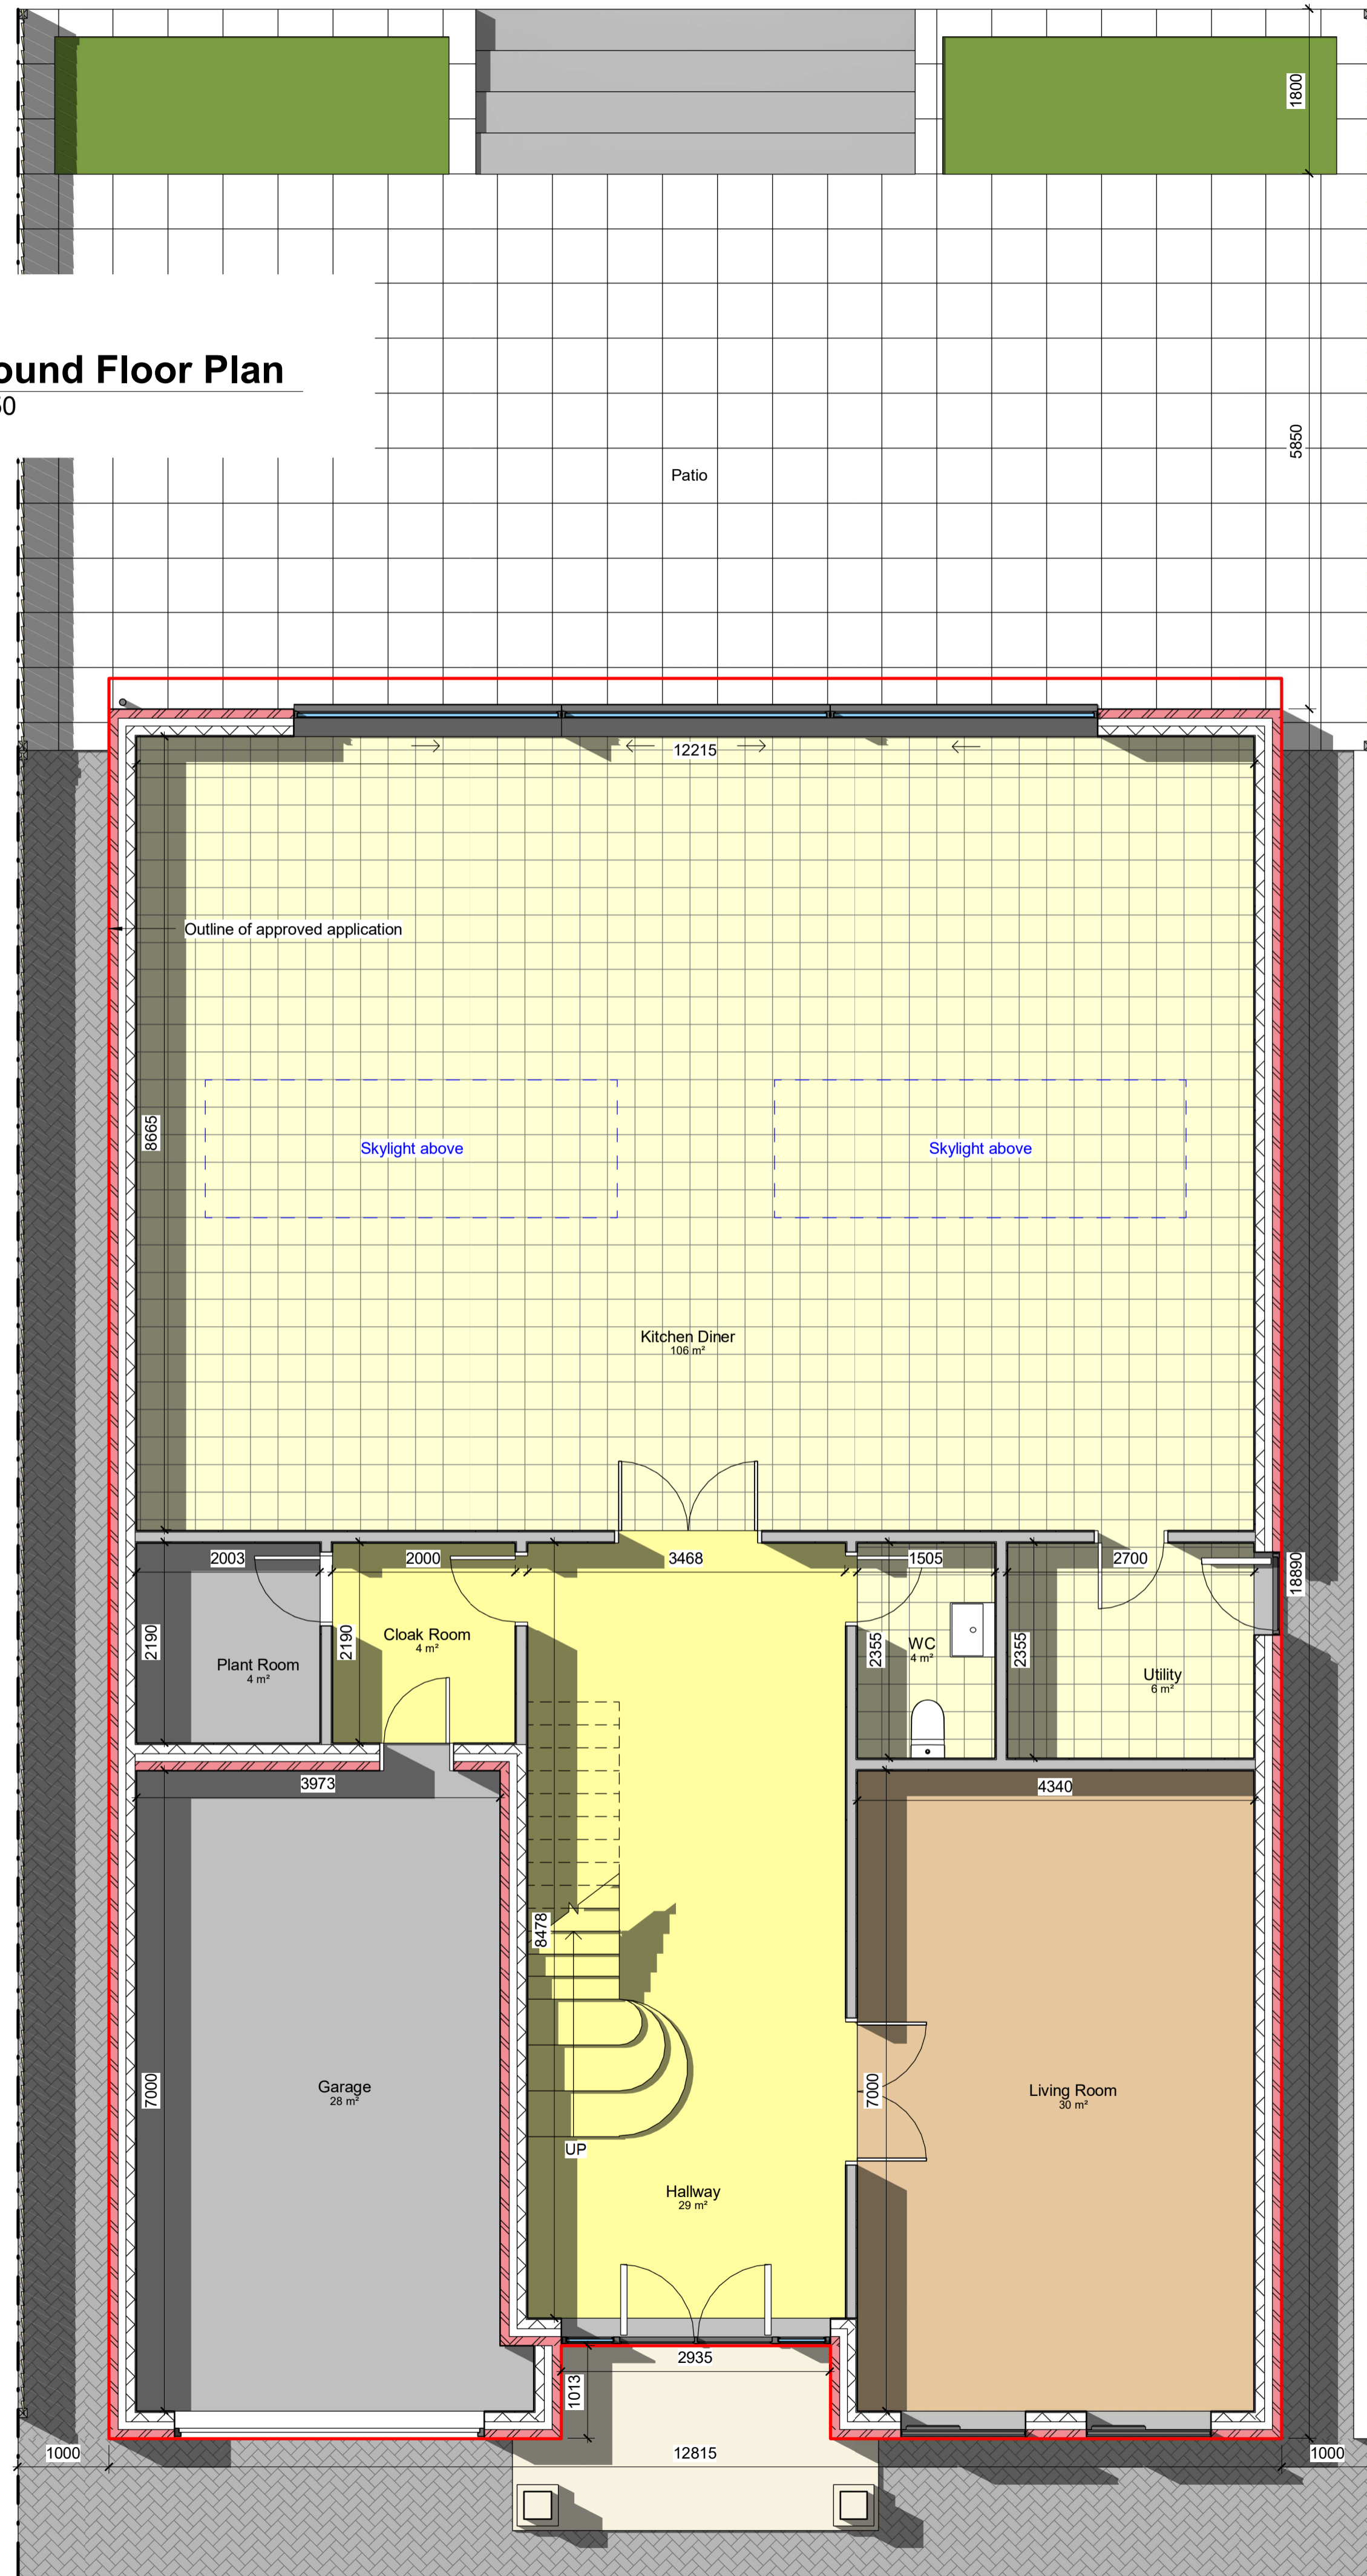 1800
ound Floor Plan
5850
Patio
12215
Outline of approved application
8665
Skylight above
Skylight above
Kitchen Diner
106 m²
2003
2000
3468
1505
2700
18890
2190
Plant Room
4 m²
2190
Cloak Room
4 m²
2355
WC
4 m²
2355
Utility
6 m²
3973
4340
8478
7000
Garage
28 m²
UP
7000
Living Room
30 m²
Hallway
29 m²
2935
1013
1000
12815
1000